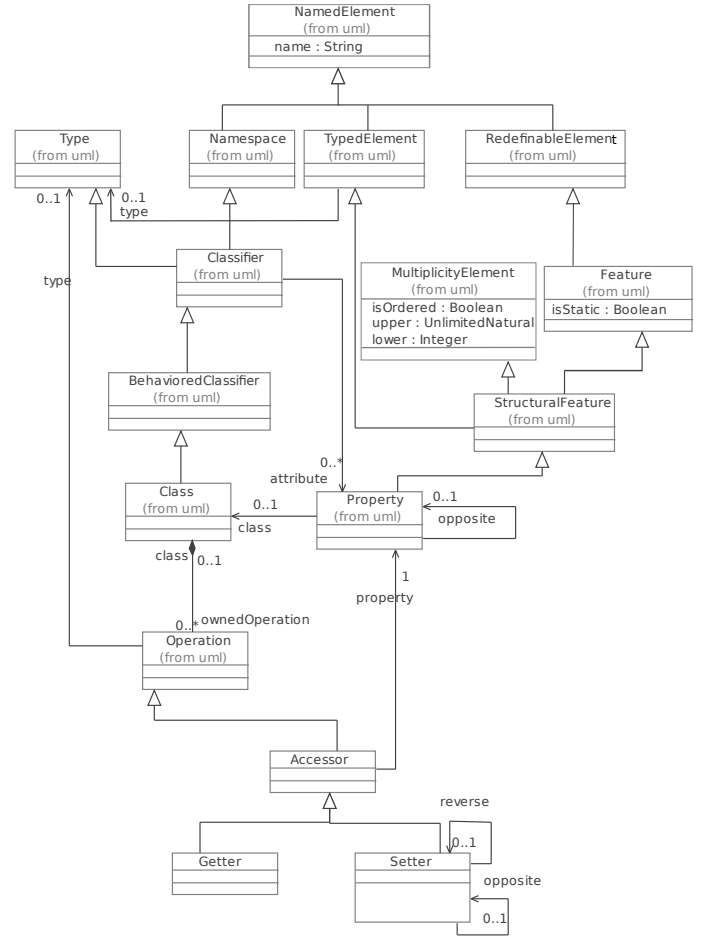 NamedElement
(from uml)
name : String
Type
(from uml)
Namespace
(from uml)
TypedElement
(from uml)
RedefinableElement
(from uml)
0..1
0..1
type
type
Classifier
(from uml)
MultiplicityElement
(from uml)
isOrdered : Boolean
upper : UnlimitedNatural
lower : Integer
Feature
(from uml)
isStatic : Boolean
BehavioredClassifier
(from uml)
StructuralFeature
(from uml)
0..*
attribute
Class
(from uml)
0..1
class
Property
(from uml)
0..1
opposite
class
0..1
1
property
0..*
ownedOperation
Operation
(from uml)
Accessor
reverse
0..1
Getter
Setter
opposite
0..1